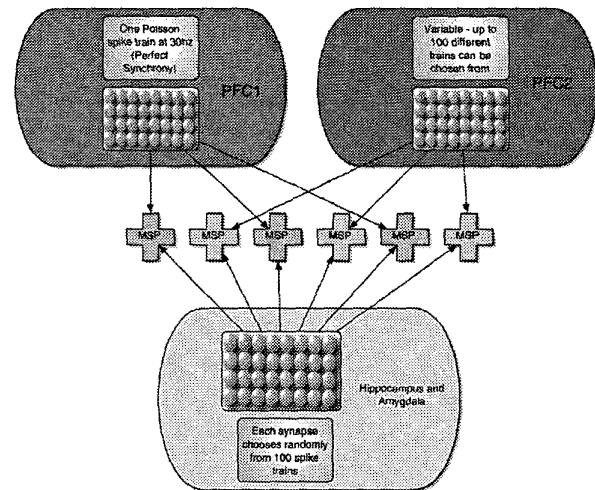 One Poisson
spike train at 30hz
(Perfect
Synchrony)
PFC1
Variable - up to
100 different
trains can be
chosen from
PFC2
MSP
MSP
MSP
MSP
MSP
MSP
Hippocampus and
Amygdala
Each synapse
chooses randomly
from 100 spike
trains